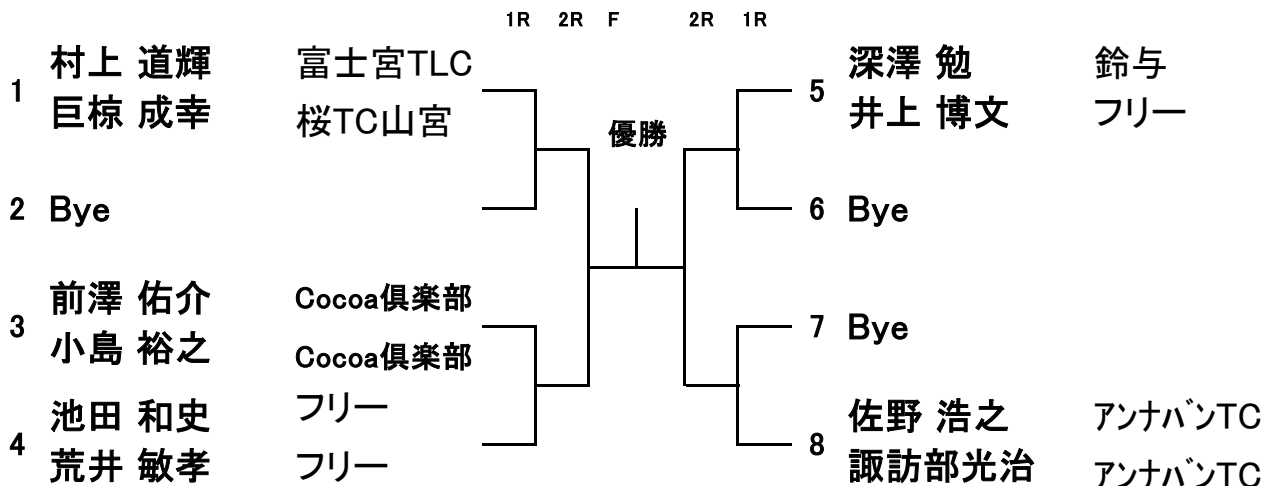 1R 2R F 2R 1R
村上 道輝 富士宮TLC
1
巨椋 成幸 桜TC山宮
2 Bye
前澤 佑介 Cocoa倶楽部
3
小島 裕之 Cocoa倶楽部
池田 和史 フリー
4
荒井 敏孝 フリー
優勝
深澤 勉 鈴与
5
井上 博文 フリー
6 Bye
7 Bye
佐野 浩之 アンナバンTC
8
諏訪部光治 アンナバンTC